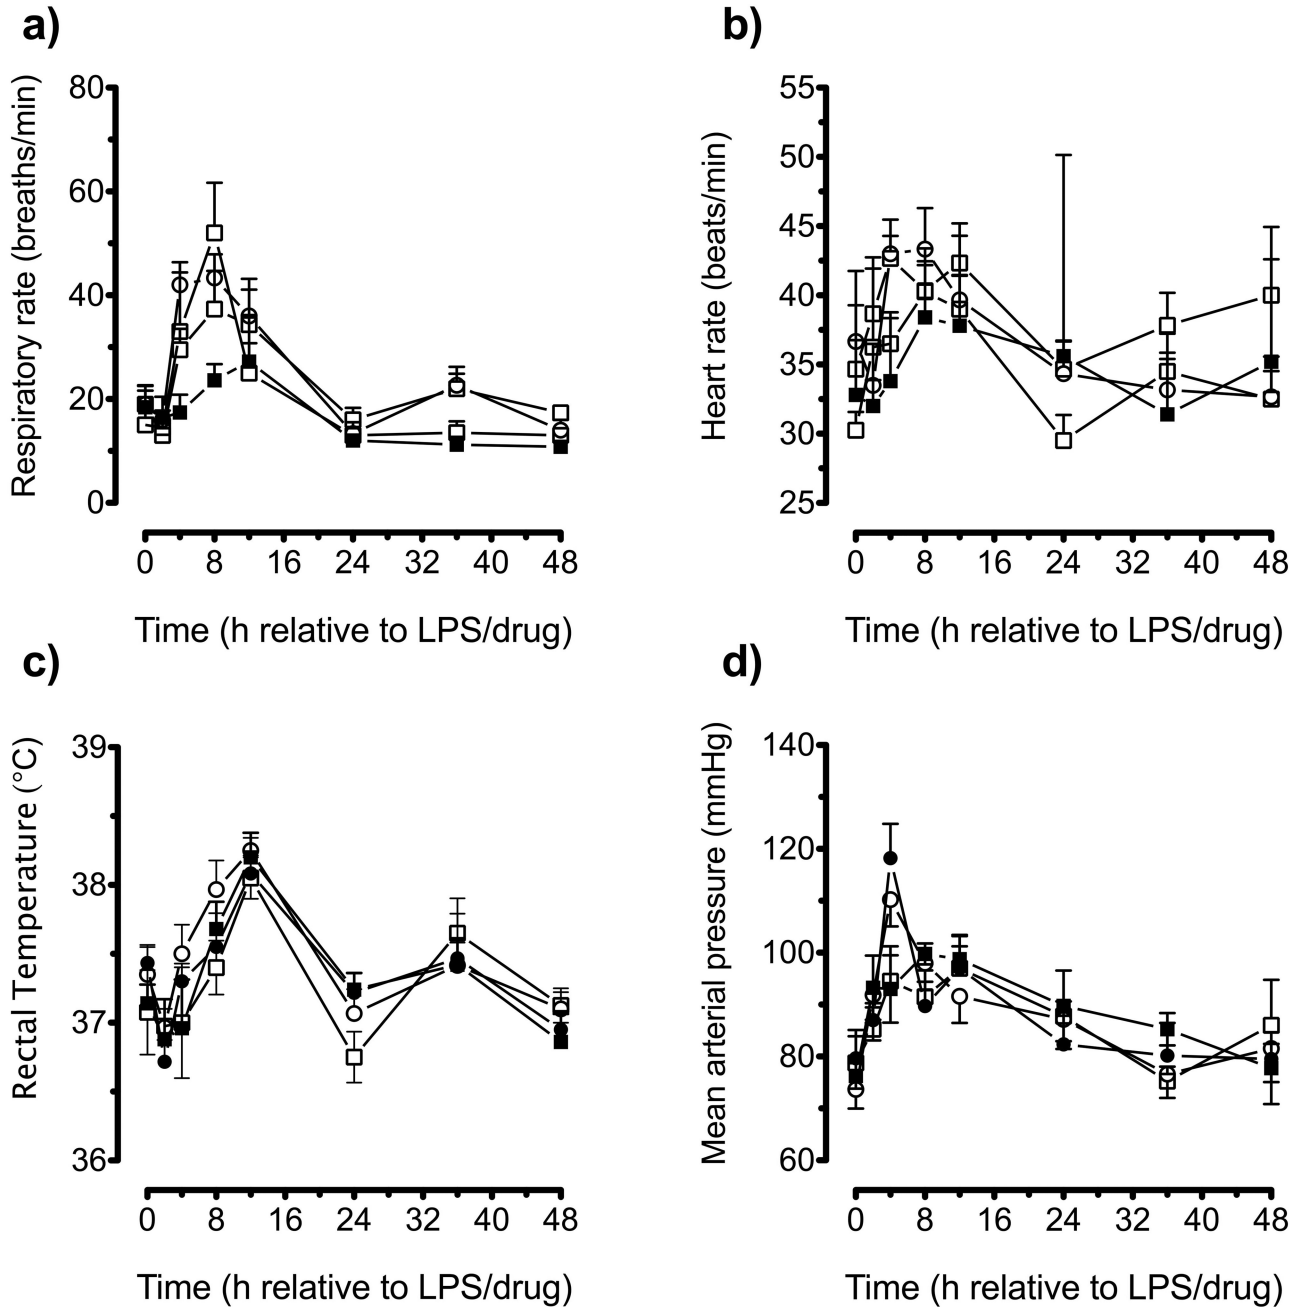 a)
Respiratory rate (breaths/min)
80
60
40
20
0
0 8 16 24 32 40 48
Time (h relative to LPS/drug)
b)
Heart rate (beats/min)
55
50
45
40
35
30
25
0 8 16 24 32 40 48
Time (h relative to LPS/drug)
c)
Rectal Temperature (°C)
39
38
37
36
0 8 16 24 32 40 48
Time (h relative to LPS/drug)
d)
Mean arterial pressure (mmHg)
140
120
100
80
60
0 8 16 24 32 40 48
Time (h relative to LPS/drug)